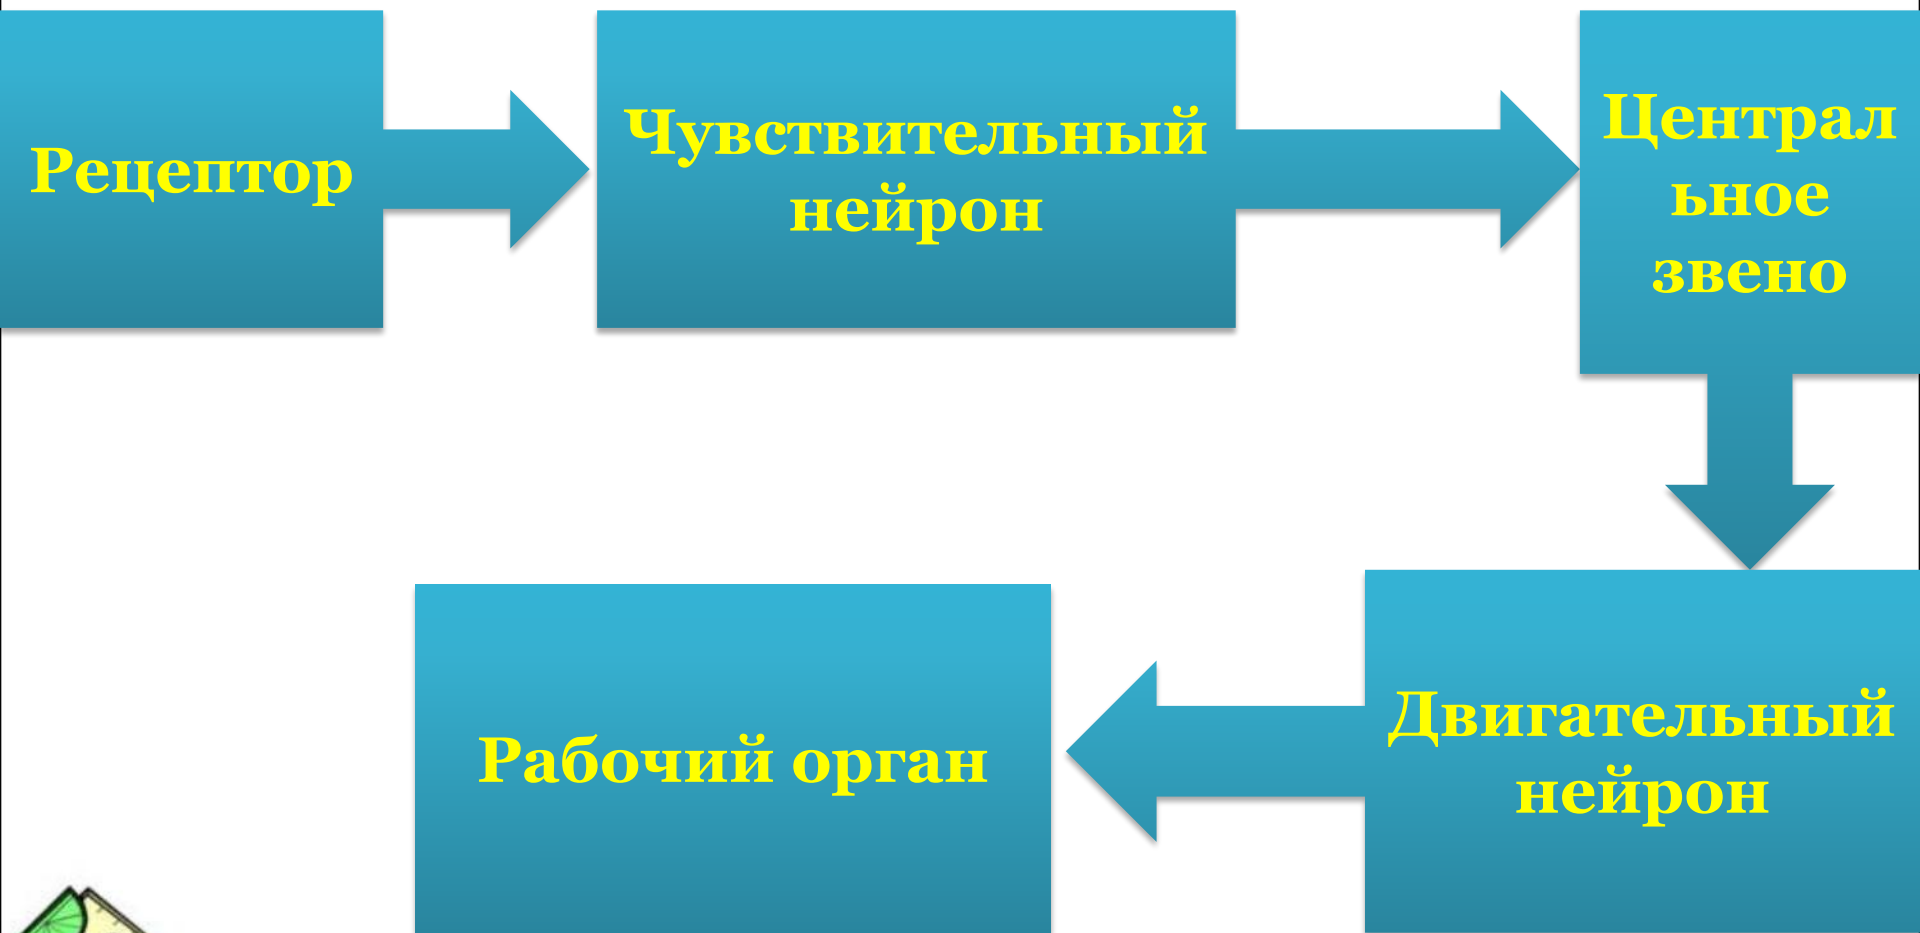 Рецептор
Чувствительный
нейрон
Централ
ьное
звено
Двигательный
нейрон
Рабочий орган